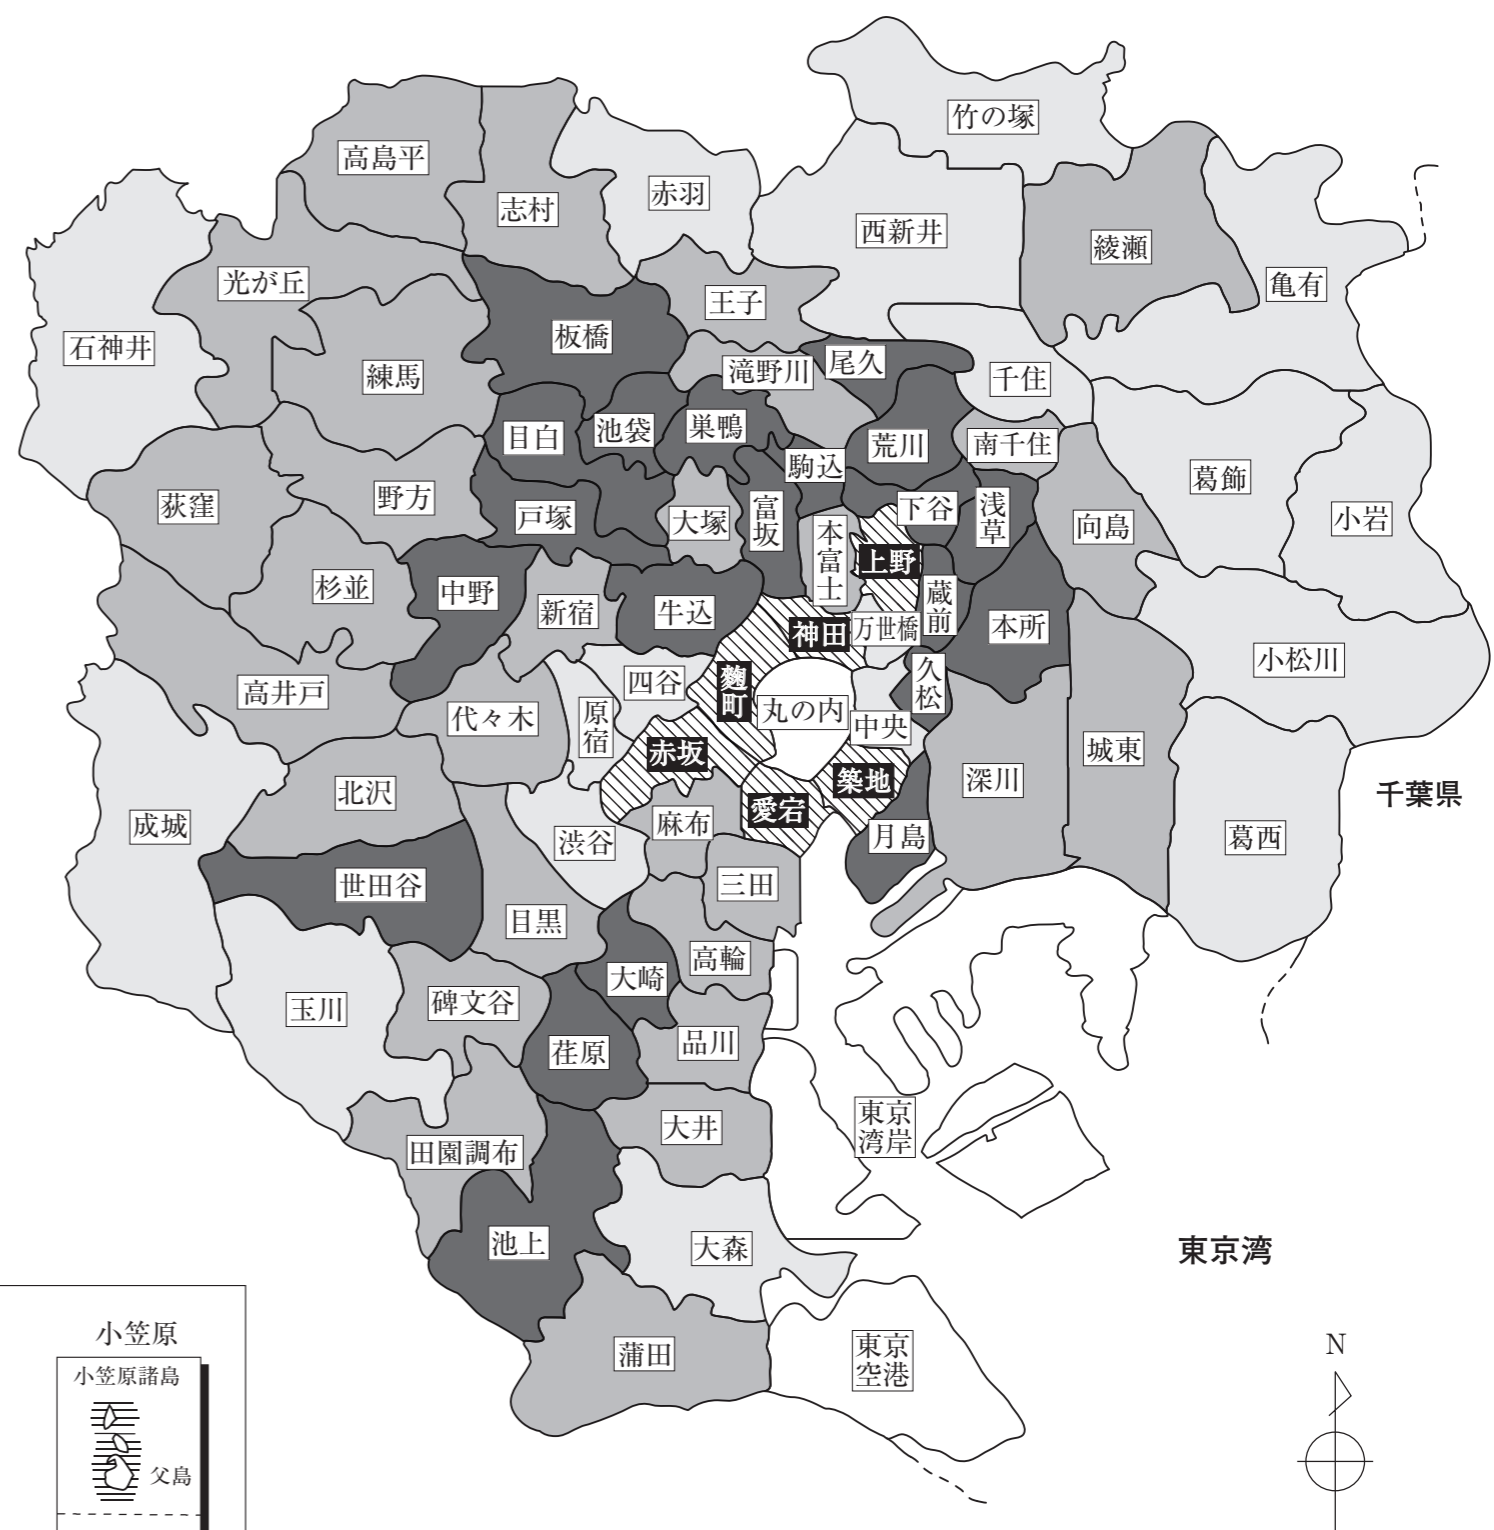 竹の塚
高島平
赤羽
志村
西新井
綾瀬
光が丘
亀有
王子
石神井
板橋
練馬
滝野川
尾久
千住
目白
池袋
巣鴨
荒川
南千住
駒込
葛飾
荻窪
野方
戸塚
大塚
富坂
下谷
浅草
向島
小岩
本富士
上野
杉並
中野
新宿
牛込
蔵前
神田
万世橋
本所
小松川
高井戸
代々木
原宿
四谷
麴町
丸の内
久松
中央
赤坂
城東
北沢
築地
深川
千葉県
成城
渋谷
麻布
愛宕
月島
葛西
世田谷
三田
目黒
高輪
大崎
玉川
碑文谷
品川
荏原
東京
湾岸
大井
田園調布
池上
大森
東京湾
小笠原
小笠原諸島
父島
蒲田
東京
空港
N